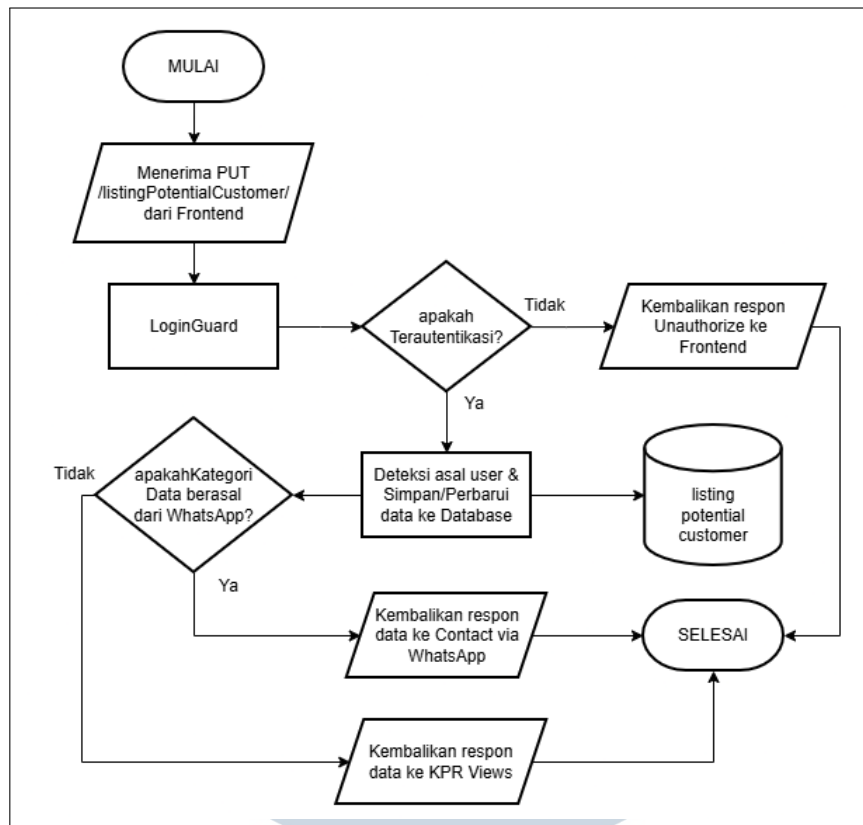 MULAI
Menerima PUT
/listingPotentialCustomer/
dari Frontend
LoginGuard
apakah
Terautentikasi?
Tidak
Kembalikan respon
Unauthorize ke
Frontend
Ya
Deteksi asal user &
Simpan/Perbarui
data ke Database
listing
potential
customer
Tidak
apakahKategori
Data berasal
dari WhatsApp?
Ya
Kembalikan respon
data ke Contact via
WhatsApp
SELESAI
Kembalikan respon
data ke KPR Views